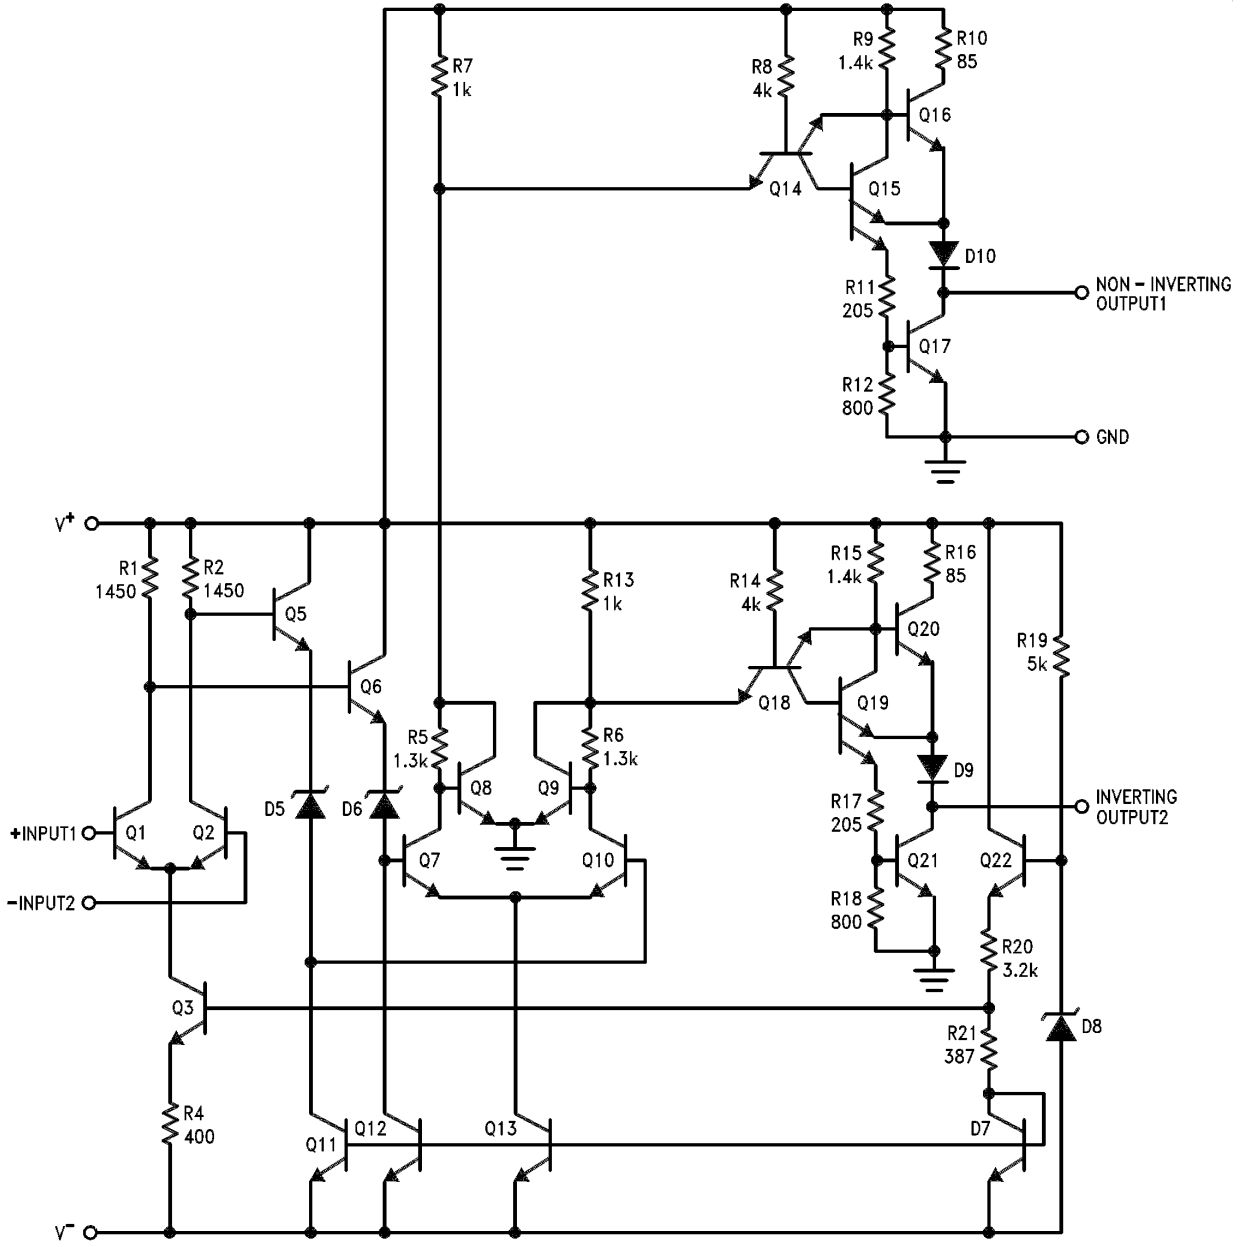 R7
1k
R8
4k
R9
1.4k
R10
85
Q16
Q14
Q15
D10
R11
205
NON – INVERTING
OUTPUT1
Q17
R12
800
GND
V+
R1
1450
R2
1450
Q5
R13
1k
R14
4k
R15
1.4k
R16
85
Q20
R19
5k
Q6
Q18
Q19
R5
1.3k
R6
1.3k
D5
D6
Q8
Q9
D9
R17
205
INVERTING
OUTPUT2
+INPUT1
Q1
Q2
Q7
Q10
Q21
Q22
-INPUT2
R18
800
R20
3.2k
Q3
R21
387
D8
R4
400
Q11
Q12
Q13
D7
V-